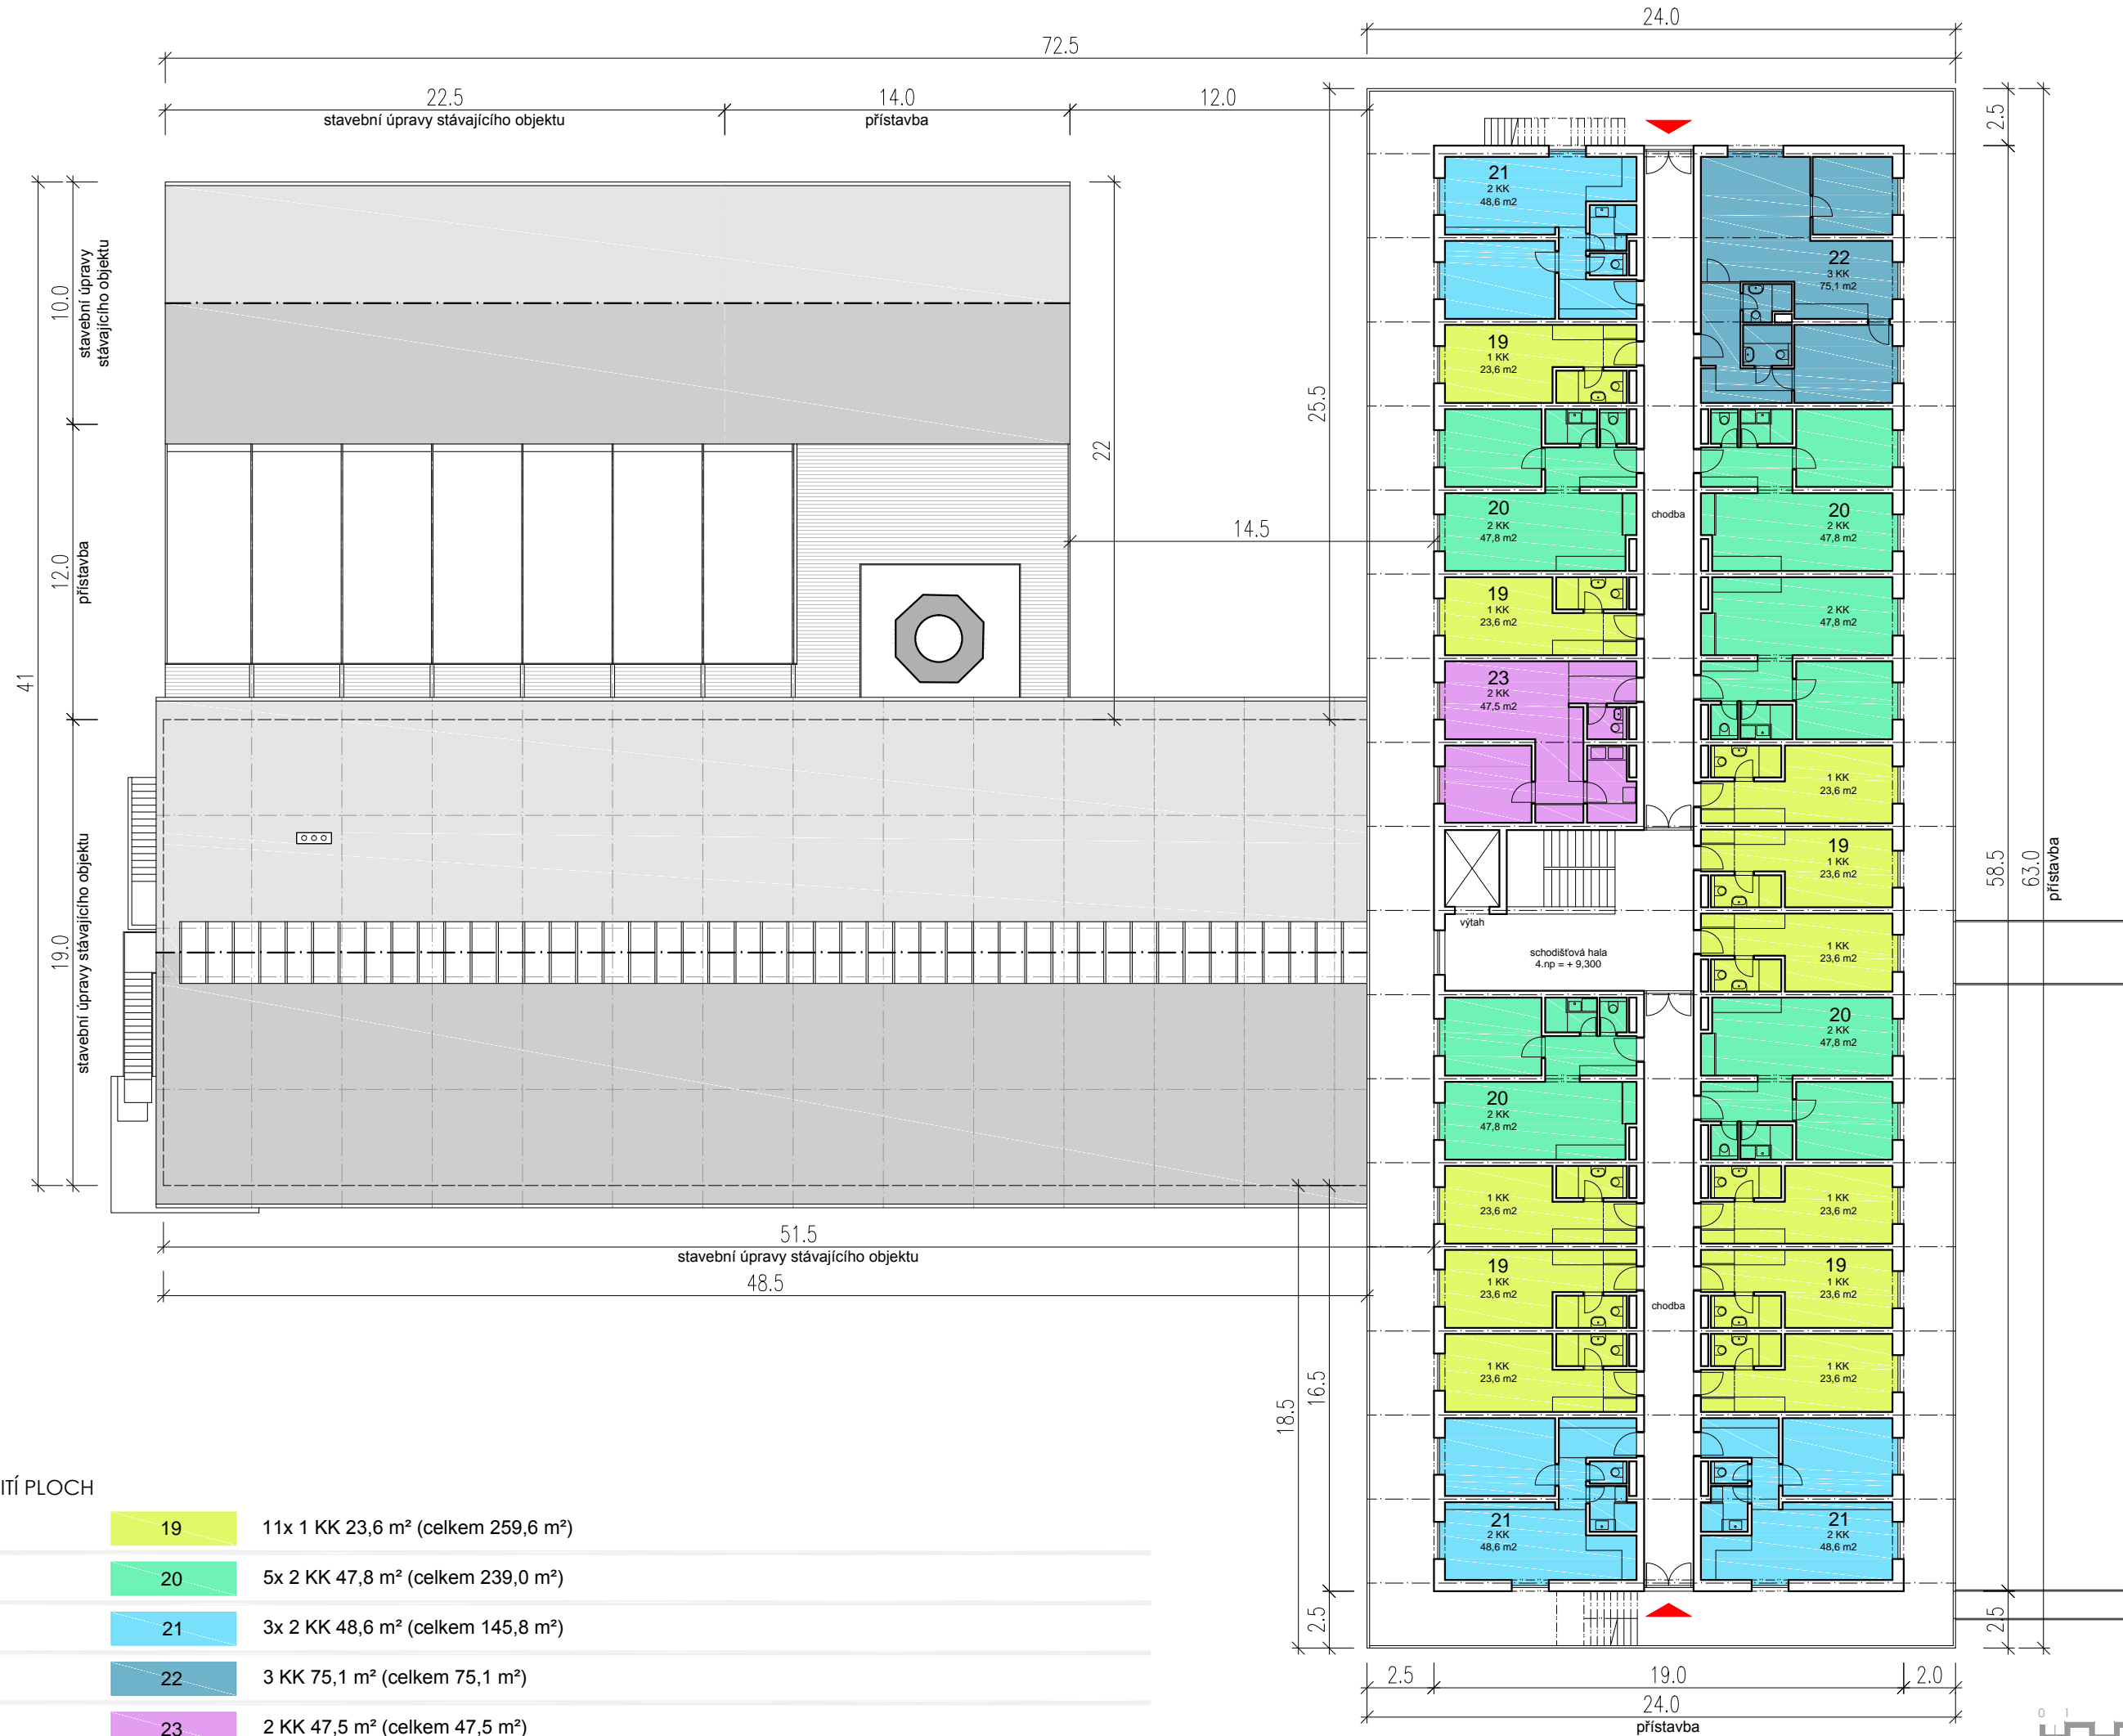 24.0
72.5
22.5
stavební úpravy stávajícího objektu
14.0
přístavba
12.0
2.5
41
10.0
stavební úpravy
stávajícího objektu
12.0
přístavba
19.0
stavební úpravy stávajícího objektu
22
25.5
14.5
58.5
63.0
přístavba
21
2 KK
48,6 m2
22
3 KK
75,1 m2
19
1 KK
23,6 m2
20
2 KK
47,8 m2
chodba
20
2 KK
47,8 m2
19
1 KK
23,6 m2
2 KK
47,8 m2
23
2 KK
47,5 m2
1 KK
23,6 m2
19
1 KK
23,6 m2
výtah
schodišťová hala
4.np = + 9,300
1 KK
23,6 m2
20
2 KK
47,8 m2
20
2 KK
47,8 m2
1 KK
23,6 m2
1 KK
23,6 m2
19
1 KK
23,6 m2
chodba
19
1 KK
23,6 m2
1 KK
23,6 m2
1 KK
23,6 m2
21
2 KK
48,6 m2
21
2 KK
48,6 m2
51.5
stavební úpravy stávajícího objektu
48.5
18.5
16.5
2.5
2.5
2.5
19.0
2.0
24.0
přístavba
ITÍ PLOCH
19
11x 1 KK 23,6 m² (celkem 259,6 m²)
20
5x 2 KK 47,8 m² (celkem 239,0 m²)
21
3x 2 KK 48,6 m² (celkem 145,8 m²)
22
3 KK 75,1 m² (celkem 75,1 m²)
23
2 KK 47,5 m² (celkem 47,5 m²)
0 1